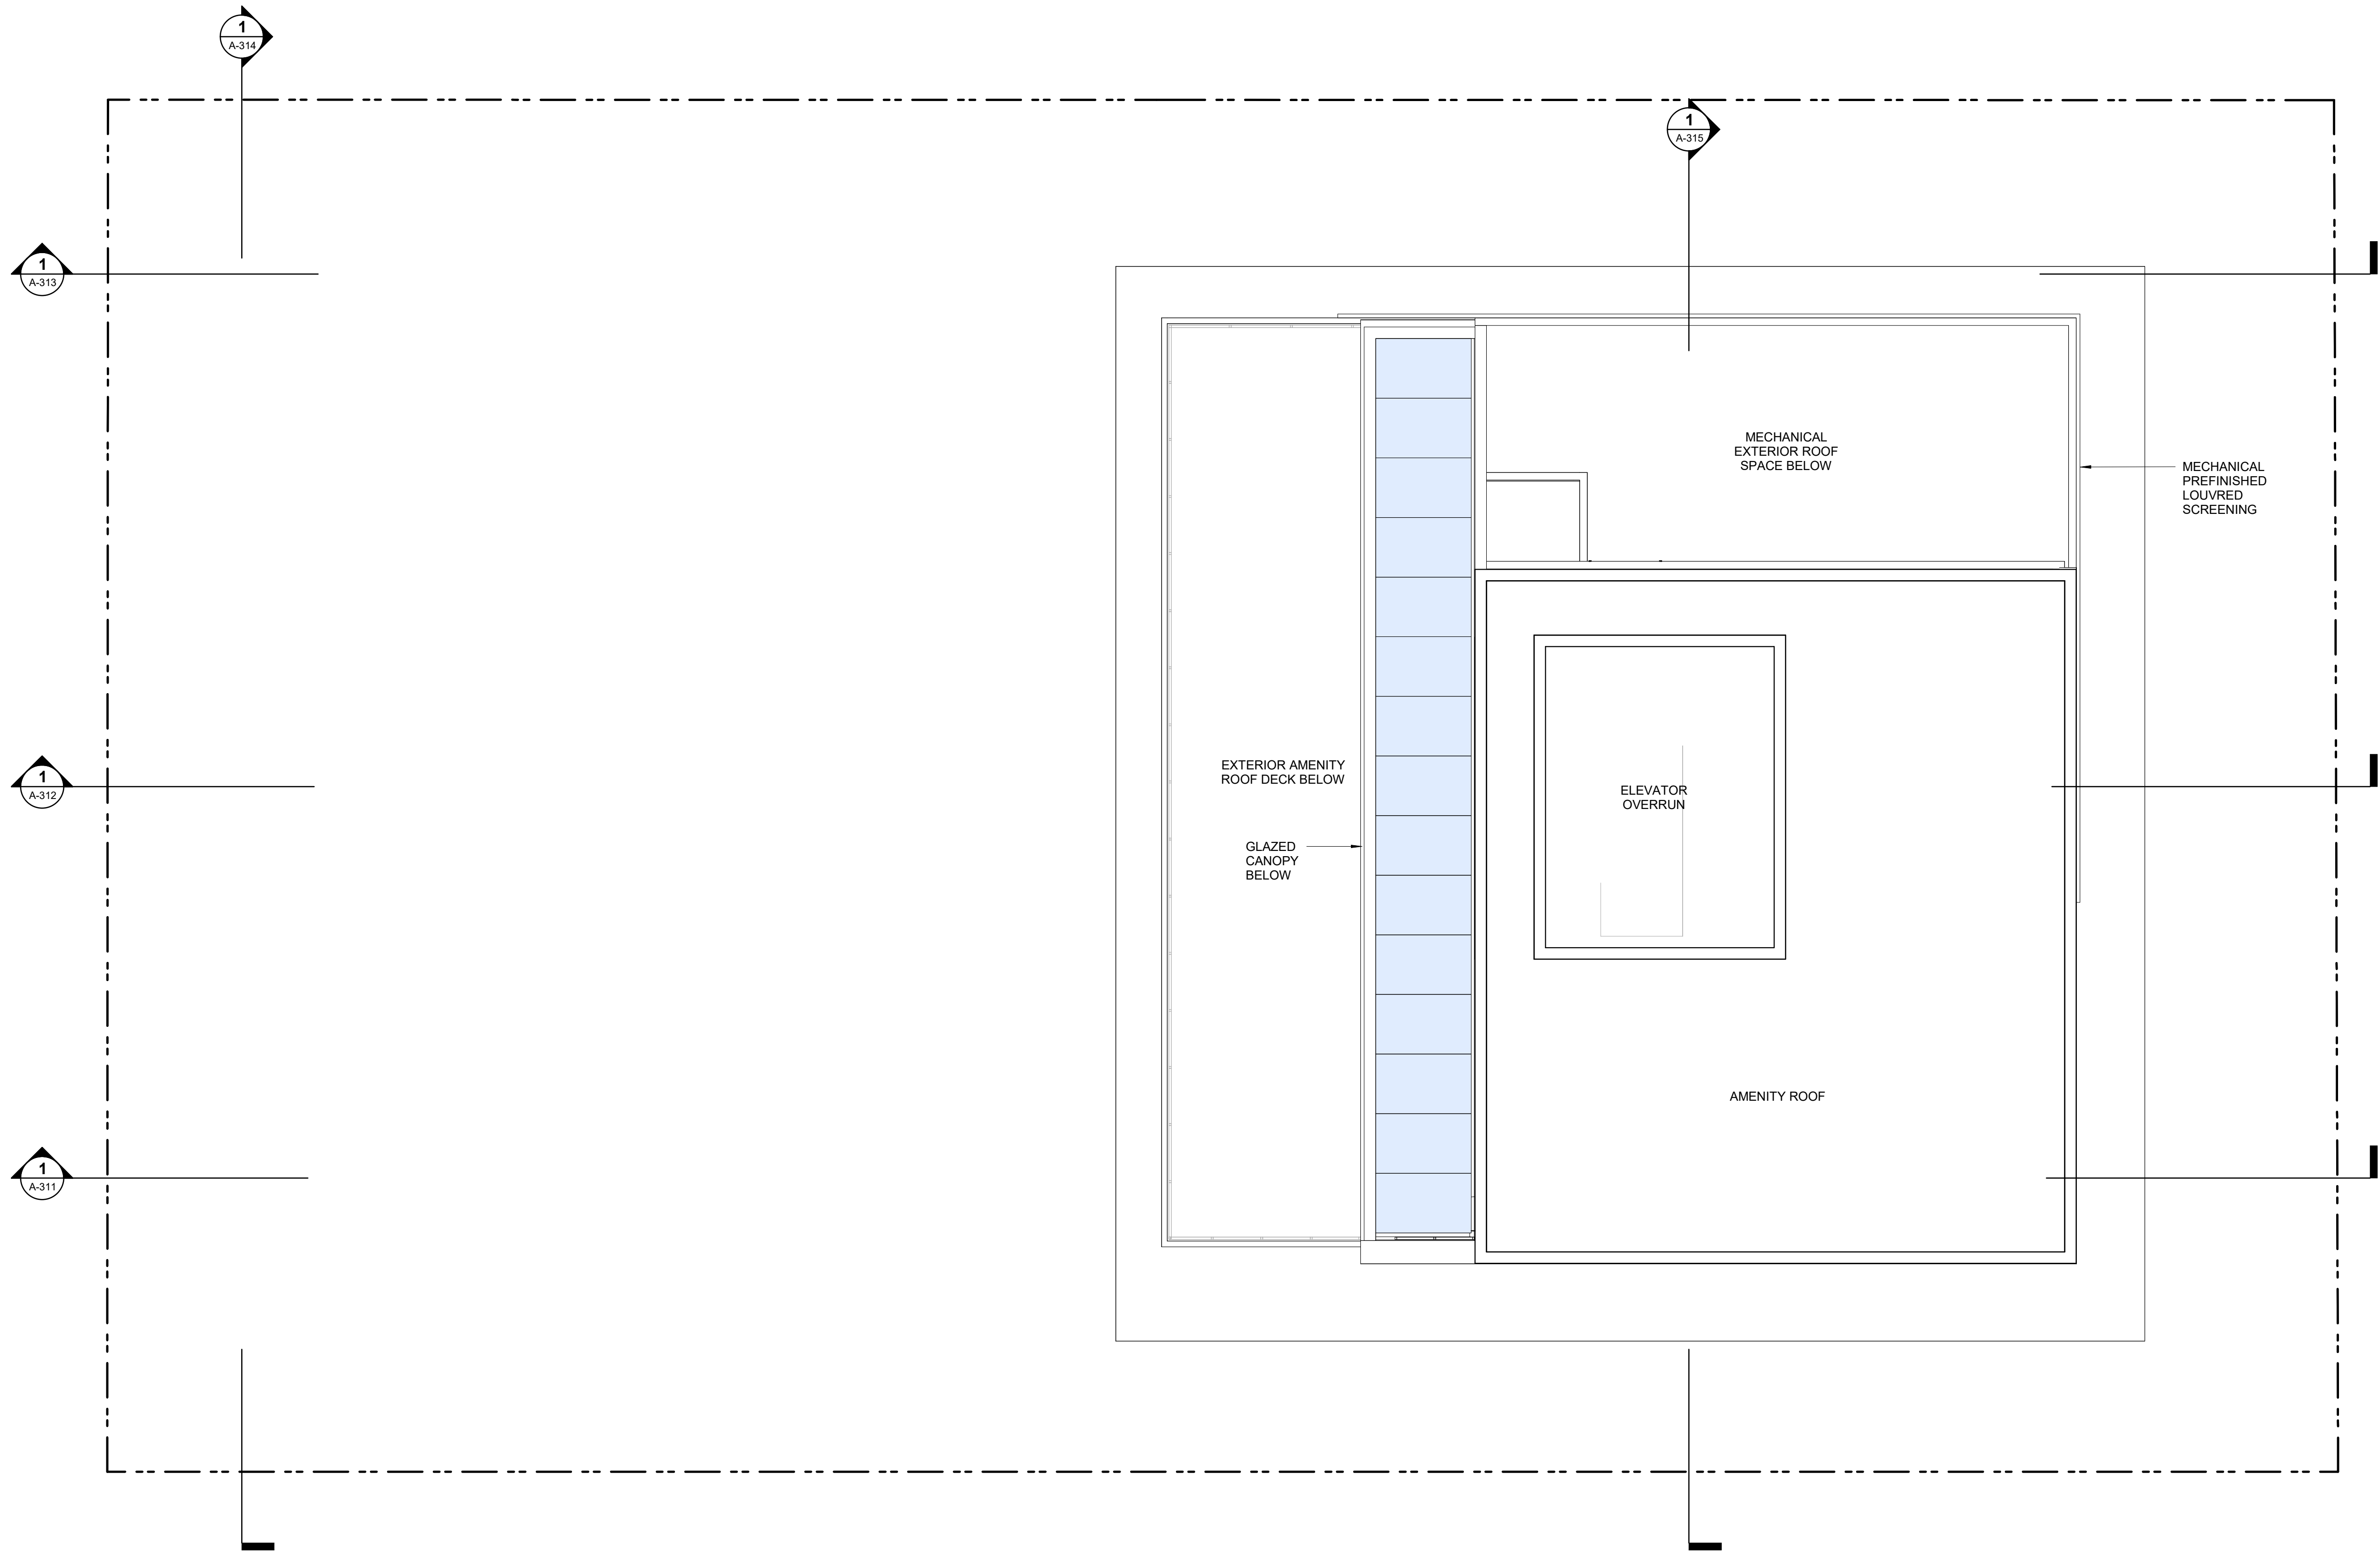 1
A-314
1
A-315
1
A-313
MECHANICAL
EXTERIOR ROOF
SPACE BELOW
MECHANICAL
PREFINISHED
LOUVRED
SCREENING
EXTERIOR AMENITY
ROOF DECK BELOW
1
A-312
ELEVATOR
OVERRUN
GLAZED
CANOPY
BELOW
AMENITY ROOF
1
A-311